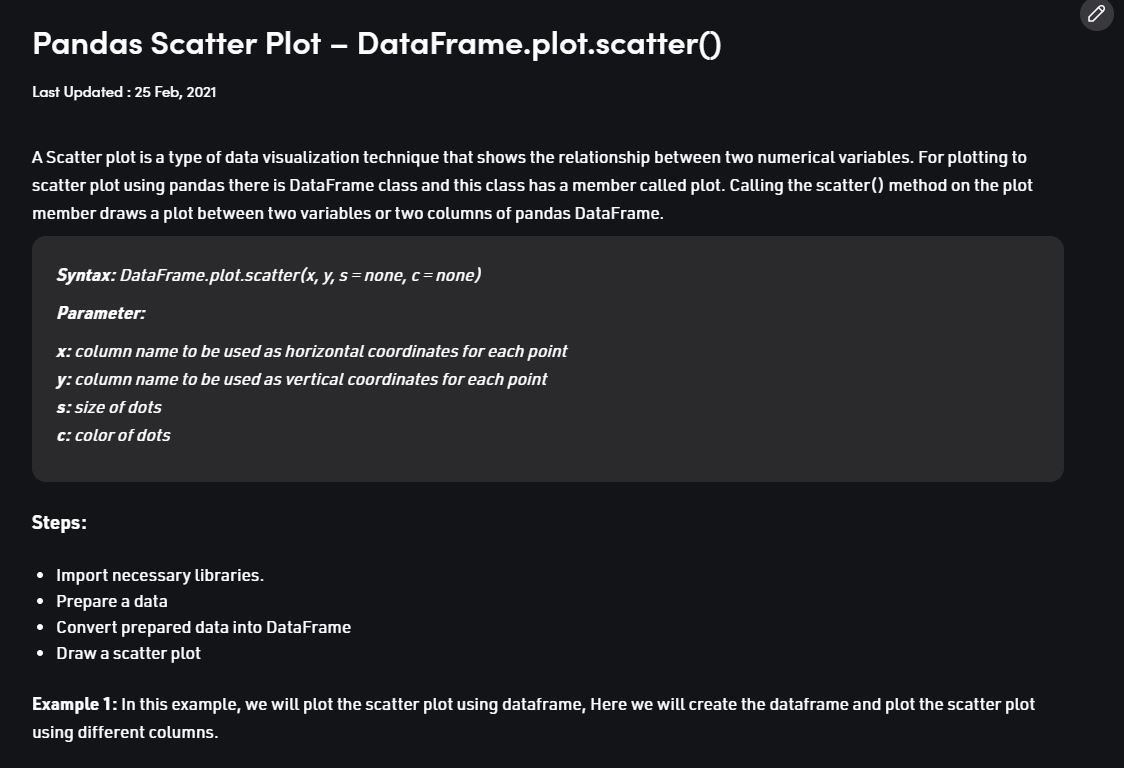 Pandas Scatter Plot – DataFrame.plot.scatter()
Last Updated : 25 Feb, 2021
A Scatter plot is a type of data visualization technique that shows the relationship between two numerical variables. For plotting to
scatter plot using pandas there is DataFrame class and this class has a member called plot. Calling the scatter() method on the plot
member draws a plot between two variables or two columns of pandas DataFrame.
Syntax: DataFrame.plot.scatter(x, y, s = none, c = none)
Parameter:
x: column name to be used as horizontal coordinates for each point
y: column name to be used as vertical coordinates for each point
s: size of dots
c: color of dots
Steps:
• Import necessary libraries.
• Prepare a data
• Convert prepared data into DataFrame
• Draw a scatter plot
Example 1: In this example, we will plot the scatter plot using dataframe, Here we will create the dataframe and plot the scatter plot
using different columns.